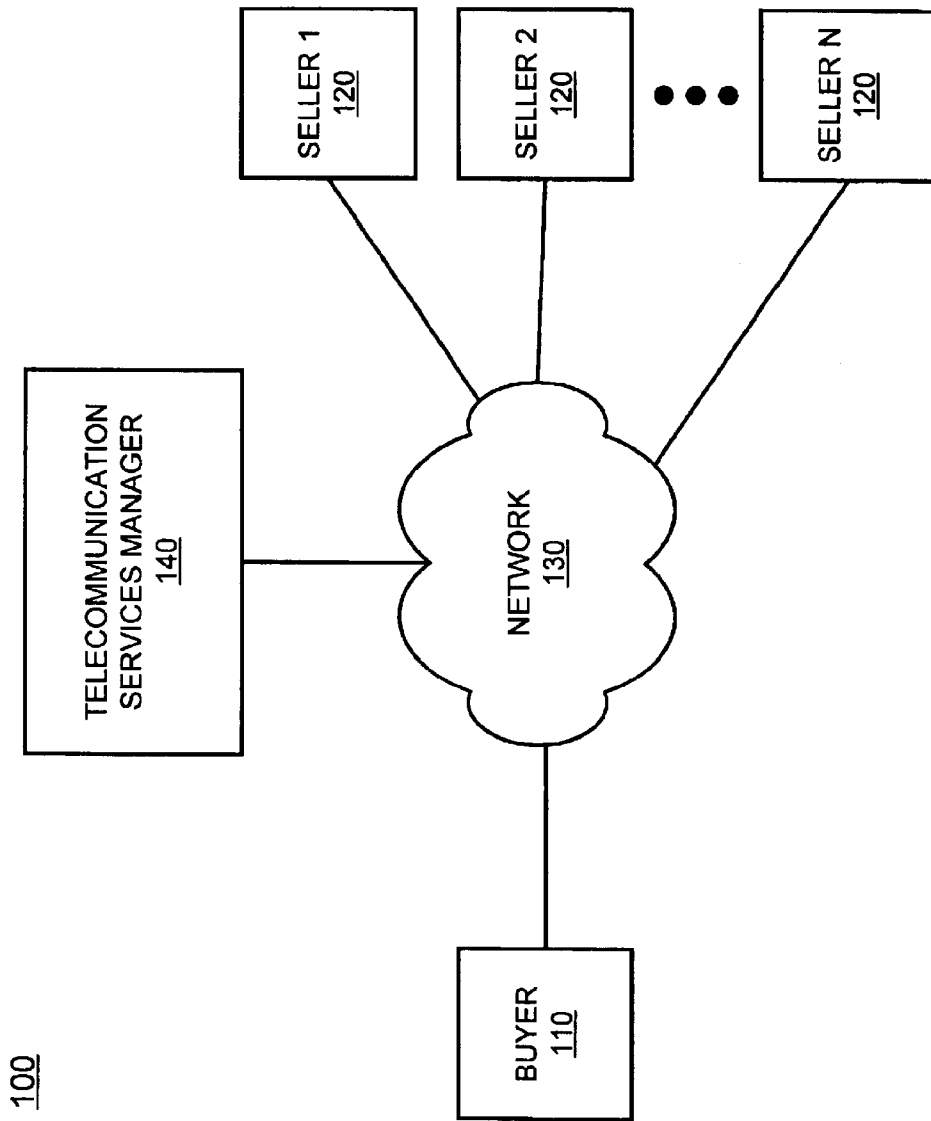 100
TELECOMMUNICATION
SERVICES MANAGER
140
BUYER
110
NETWORK
130
SELLER 1
120
SELLER 2
120
SELLER N
120